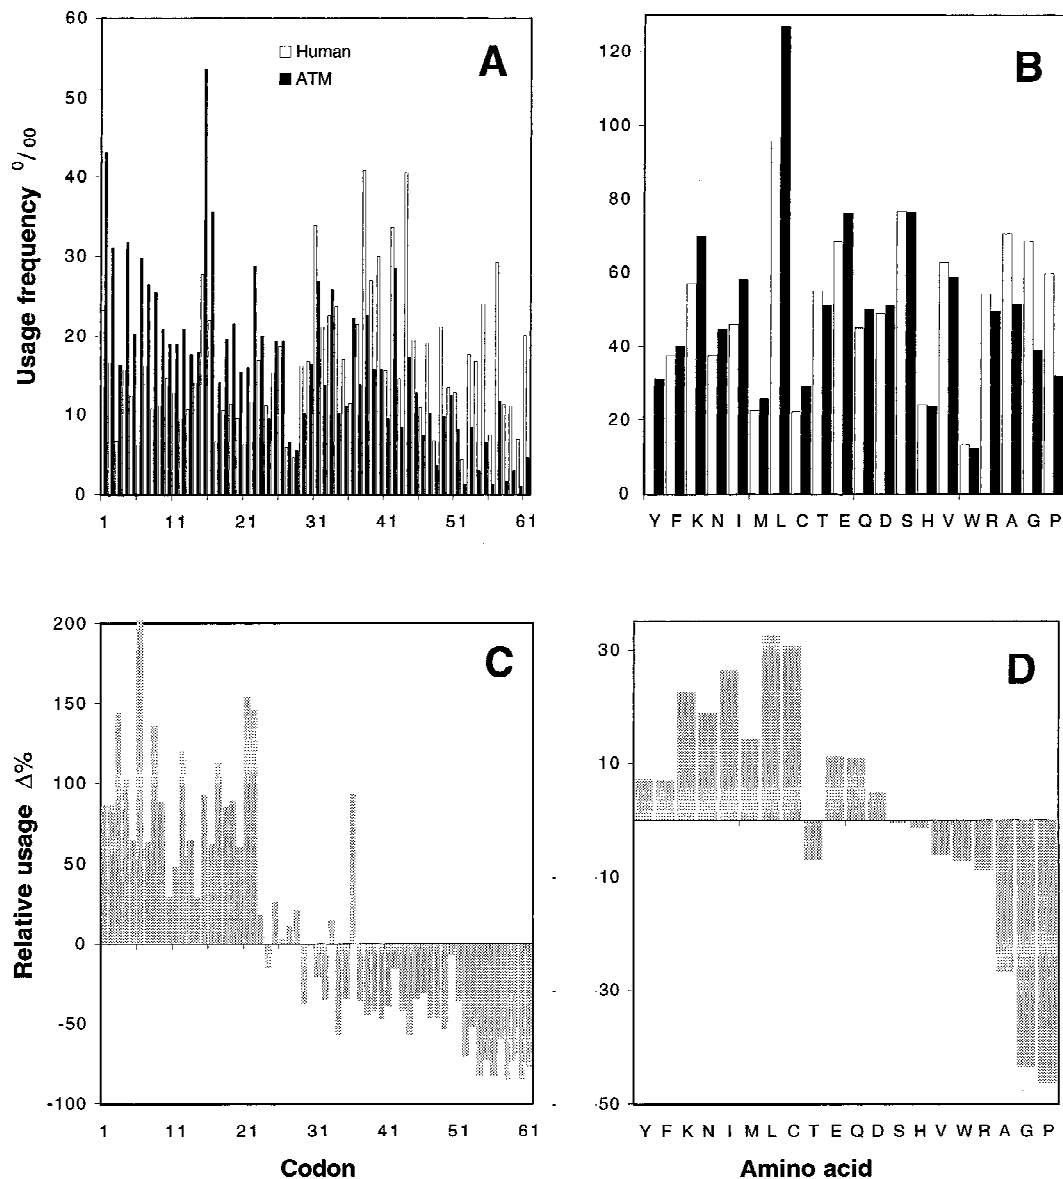 A
Human
ATM
Usage frequency 0/00
60
50
40
30
20
10
0
1 11 21 31 41 51 61
B
120
100
80
60
40
20
0
Y F K N I M L C T E Q D S H V W R A G P
C
Relative usage Δ%
200
150
100
50
0
-50
-100
1 11 21 31 41 51 61
Codon
D
30
10
-10
-30
-50
Y F K N I M L C T E Q D S H V W R A G P
Amino acid